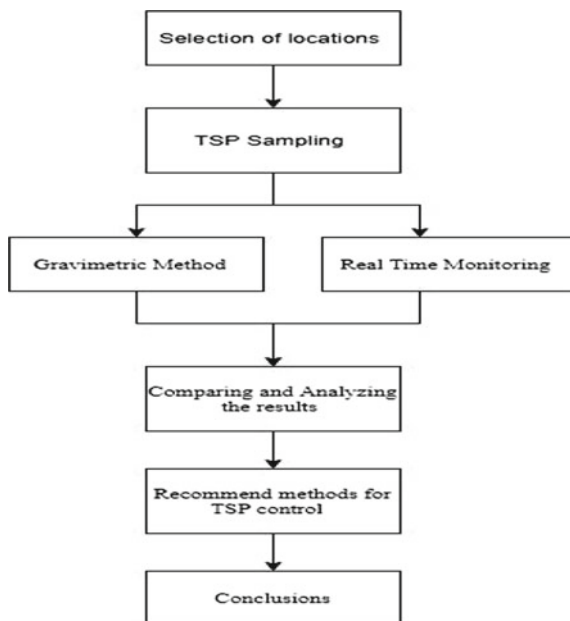 Selection of locations
TSP Sampling
Gravimetric Method
Real Time Monitoring
Comparing and Analyzing
the results
Recommend methods for
TSP control
Conclusions